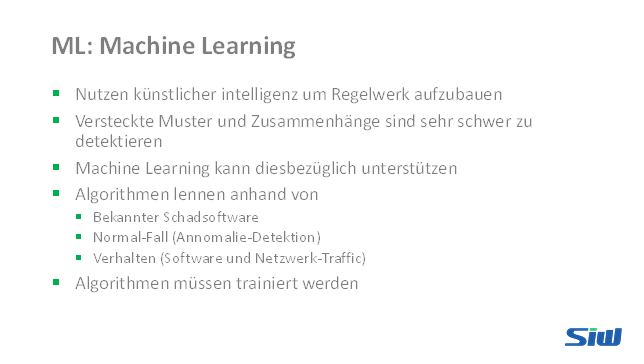 ML: Machine Learning
Nutzen künstlicher intelligenz um Regelwerk aufzubauen
Versteckte Muster und Zusammenhänge sind sehr schwer zu
detektieren
Machine Learning kann diesbezüglich unterstützen
Algorithmen lennen anhand von
Bekannter Schadsoftware
Normal-Fall (Annomalie-Detektion)
Verhalten (Software und Netzwerk-Traffic)
Algorithmen müssen trainiert werden
SiW